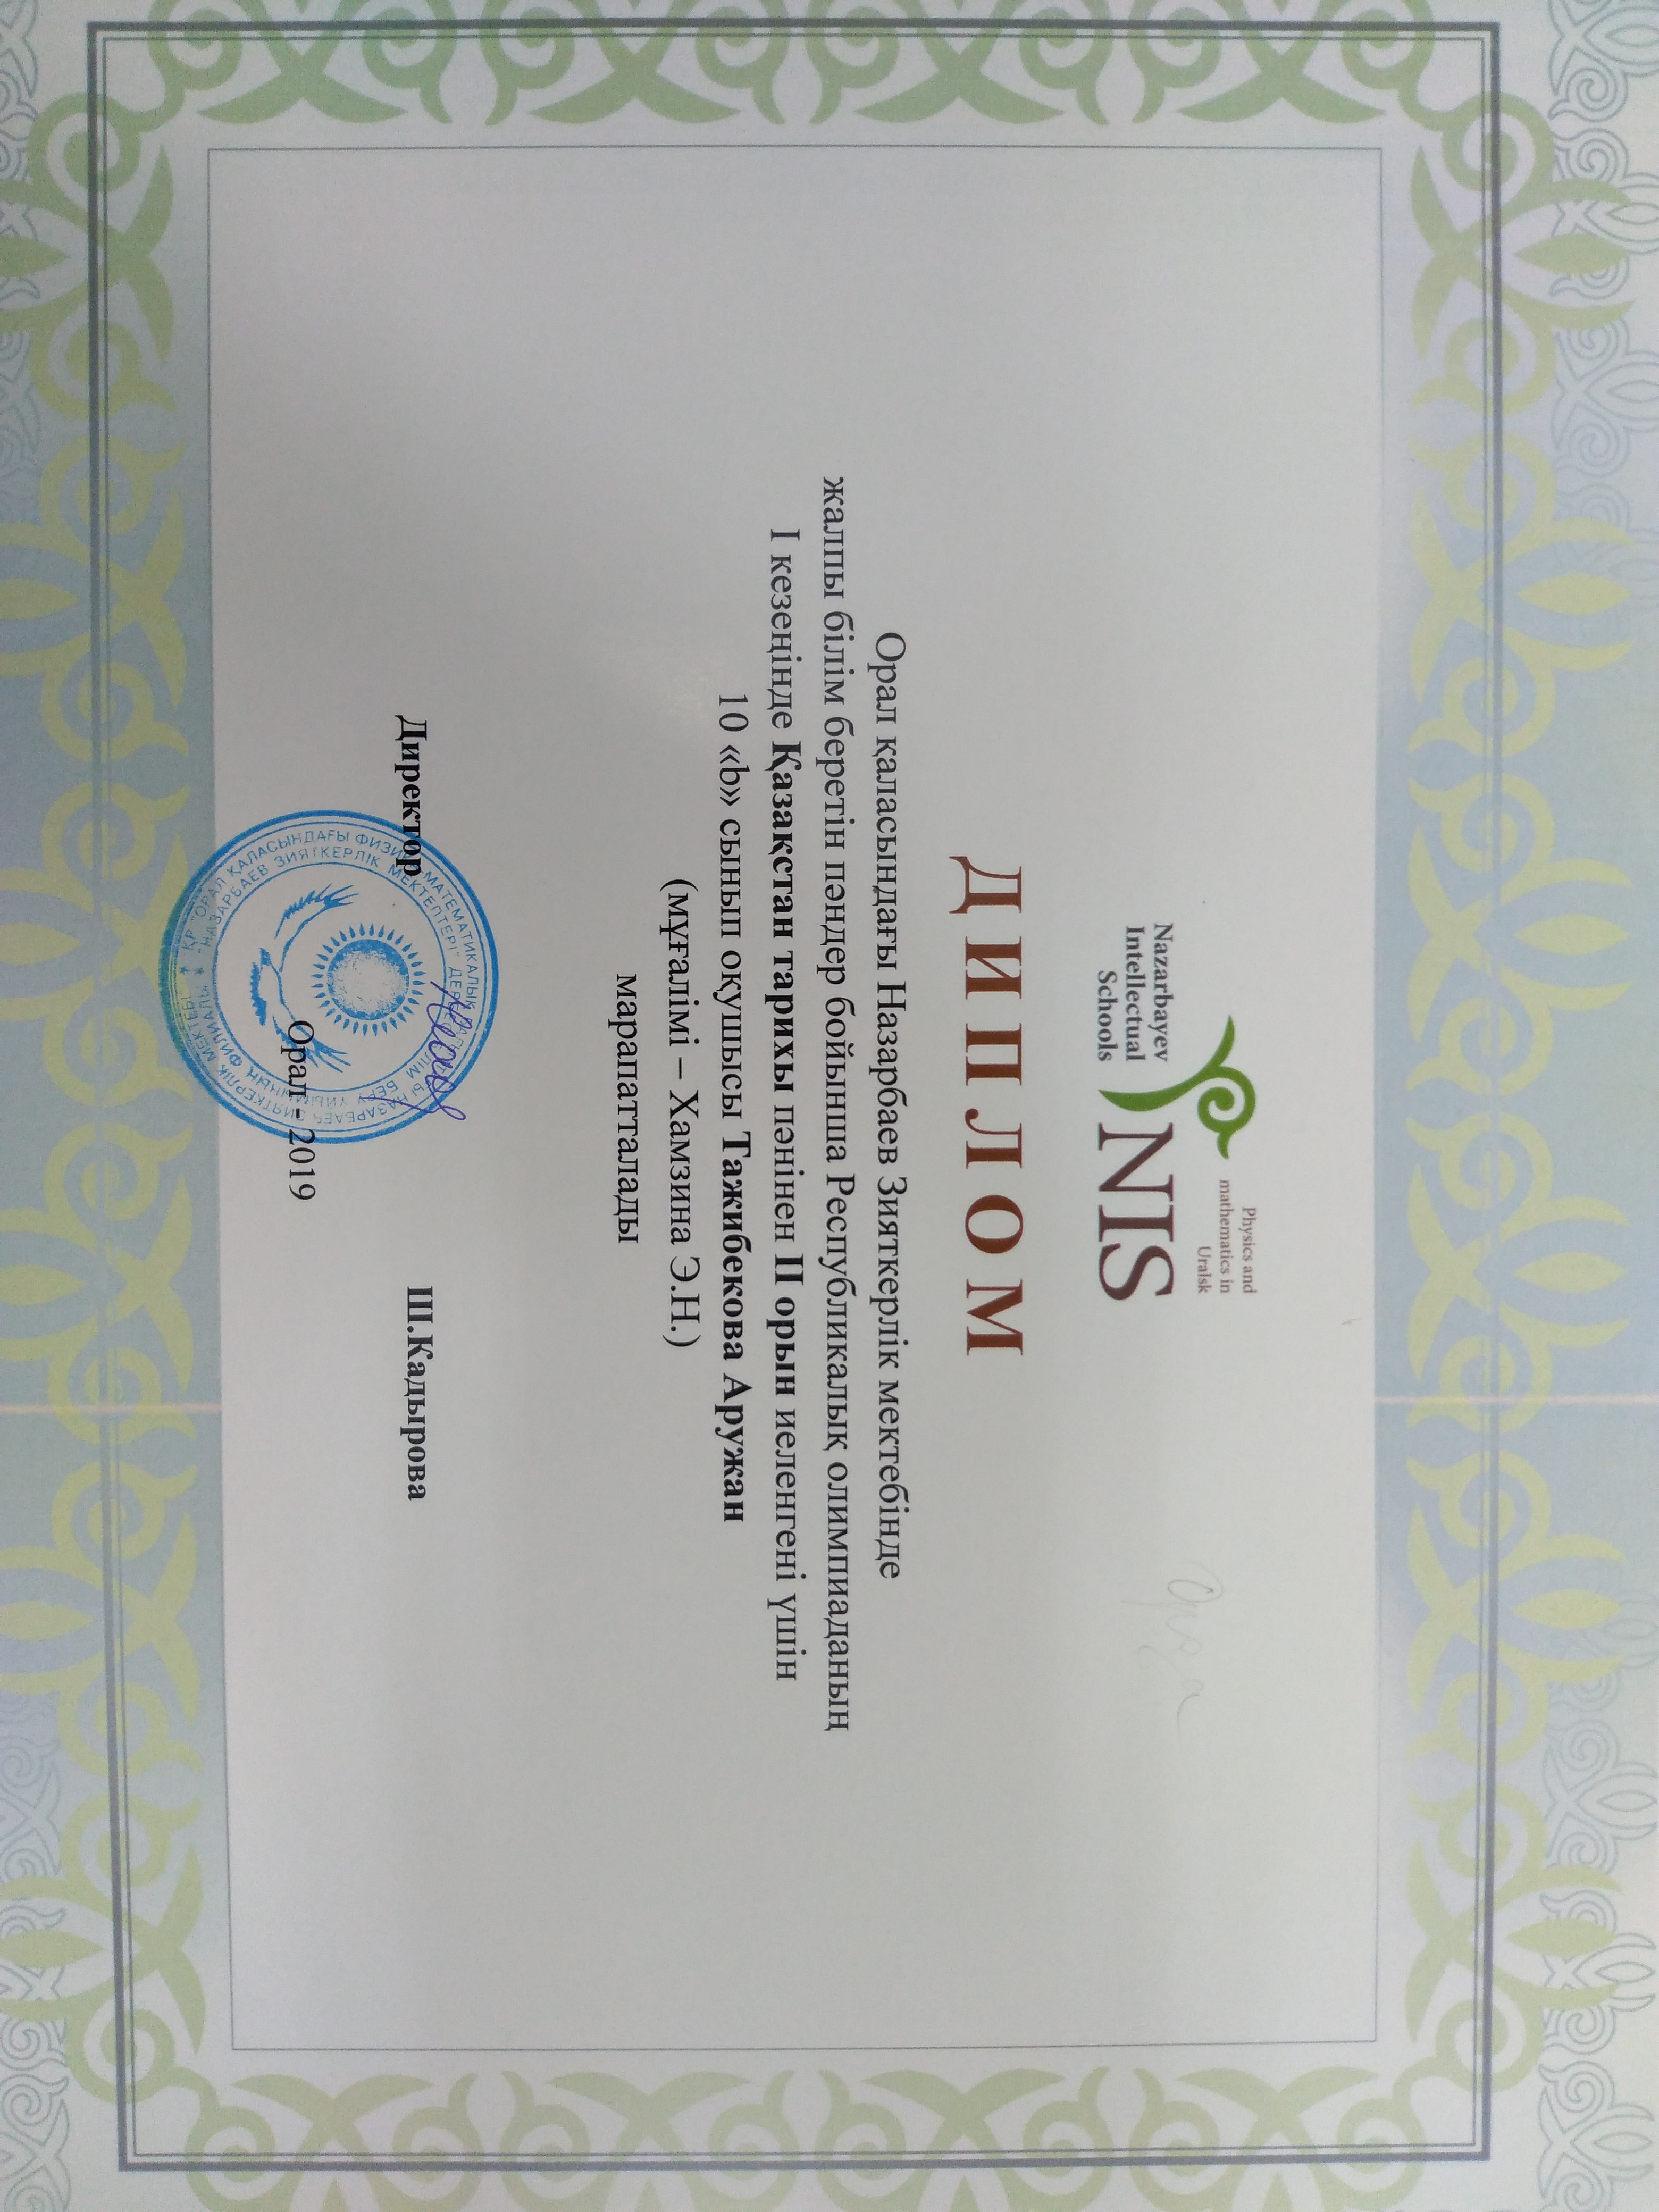 Nazarbayev
Intellectual
Schools
NIS
Physics and
mathematics in
Uralsk
ДИПЛОМ
Орал қаласындағы Назарбаев Зияткерлік мектебінде
жалпы білім беретін пәндер бойынша Республикалық олимпиаданың
I кезеңінде Қазақстан тарихы пәнінен II орын иеленгені үшін
10 «b» сынып оқушысы Тажибекова Аружан
(мұғалімі – Хамзина Э.Н.)
марапатталады
Директор Ш.Кадырова
ҚР "ОРАЛ ҚАЛАСЫНДАҒЫ ФИЗИКА-МАТЕМАТИКАЛЫҚ НАЗАРБАЕВ ЗИЯТКЕРЛІК МЕКТЕБІ"
"НАЗАРБАЕВ ЗИЯТКЕРЛІК МЕКТЕПТЕРІ" ДЕРБЕС БІЛІМ БЕРУ ҰЙЫМЫНЫҢ ФИЛИАЛЫ
Орал - 2019